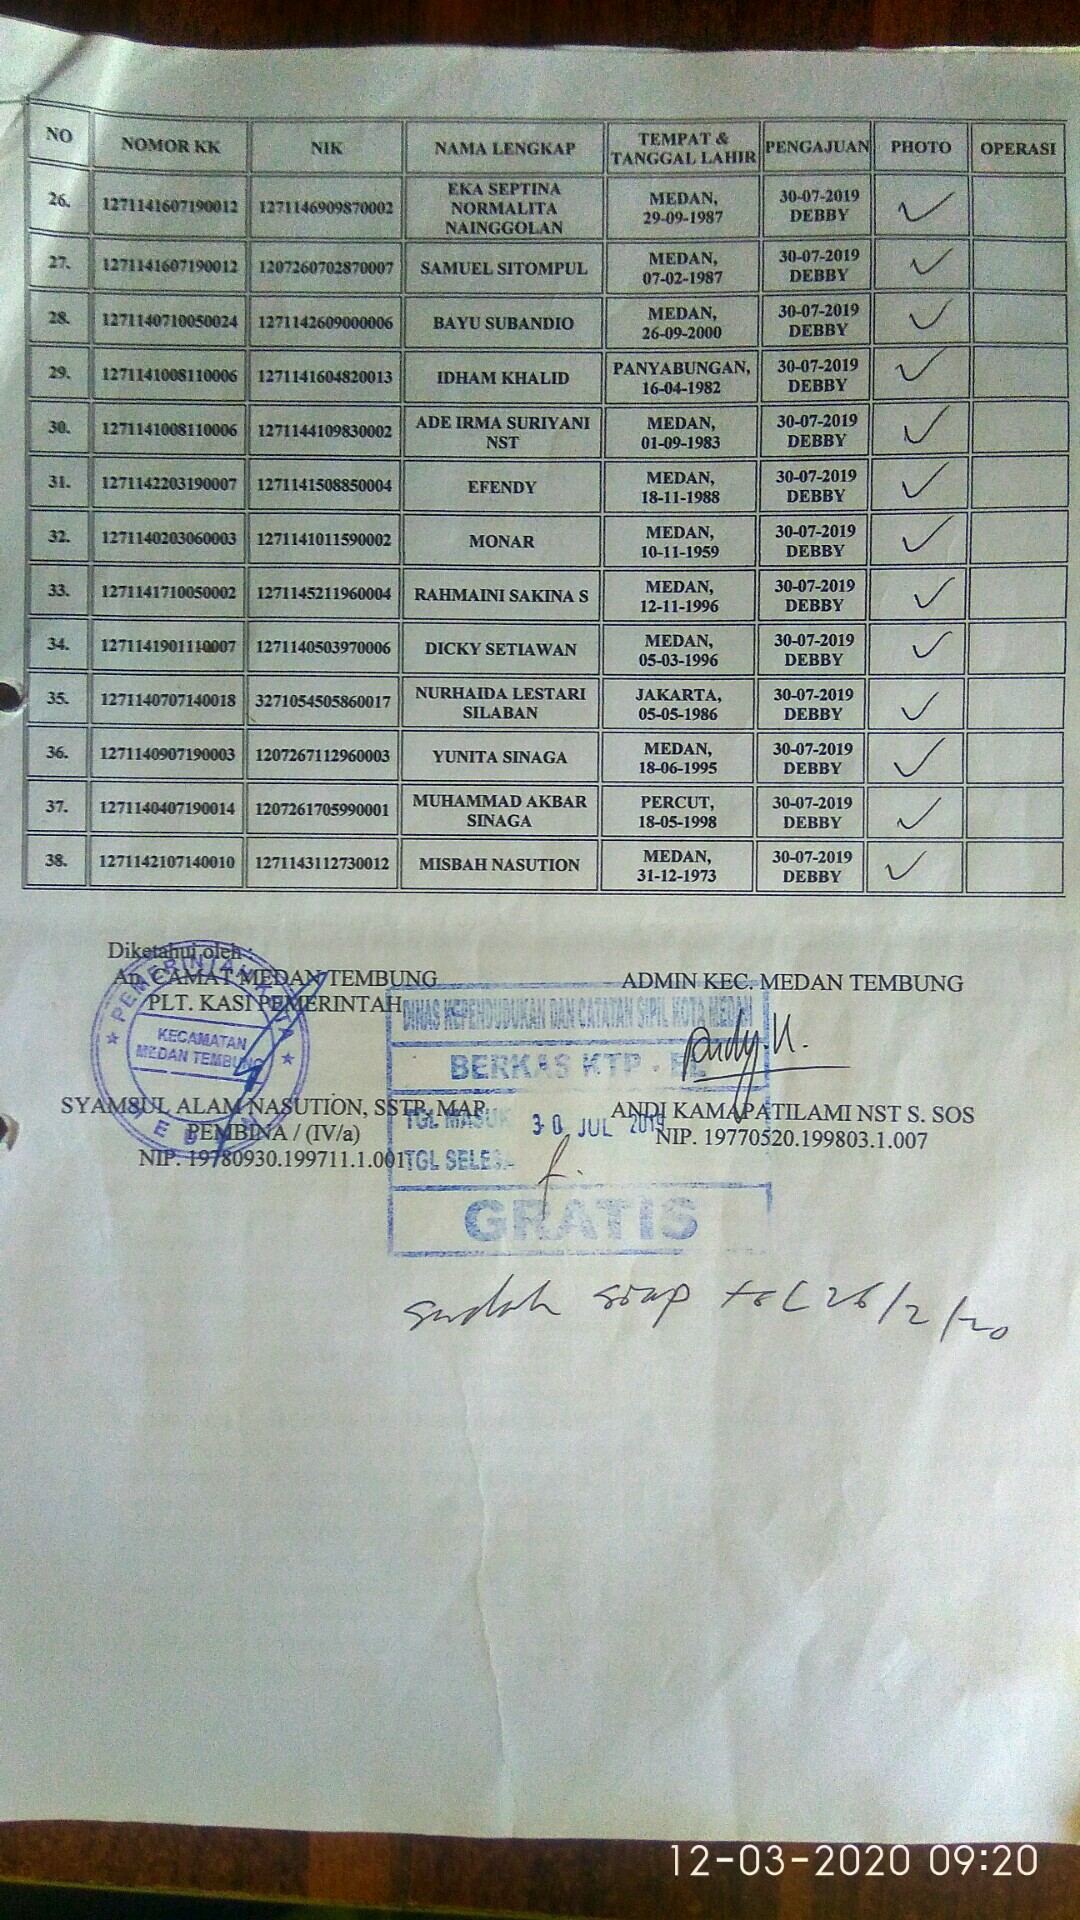 NO NOMOR KK NIK NAMA LENGKAP TEMPAT & TANGGAL LAHIR PENGAJUAN PHOTO OPERASI
26. 1271141607190012 1271146909870002 EKA SEPTINA NORMALITA NAINGGOLAN MEDAN, 29-09-1987 30-07-2019 DEBBY
27. 1271141607190012 1207260702870007 SAMUEL SITOMPUL MEDAN, 07-02-1987 30-07-2019 DEBBY
28. 1271140710050024 1271142609000006 BAYU SUBANDIO MEDAN, 26-09-2000 30-07-2019 DEBBY
29. 1271141008110006 1271141604820013 IDHAM KHALID PANYABUNGAN, 16-04-1982 30-07-2019 DEBBY
30. 1271141008110006 1271144109830002 ADE IRMA SURIYANI NST MEDAN, 01-09-1983 30-07-2019 DEBBY
31. 1271142203190007 1271141508850004 EFENDY MEDAN, 18-11-1988 30-07-2019 DEBBY
32. 1271140203060003 1271141011590002 MONAR MEDAN, 10-11-1959 30-07-2019 DEBBY
33. 1271141710050002 1271145211960004 RAHMAINI SAKINA S MEDAN, 12-11-1996 30-07-2019 DEBBY
34. 1271141901110007 1271140503970006 DICKY SETIAWAN MEDAN, 05-03-1996 30-07-2019 DEBBY
35. 1271140707140018 3271054505860017 NURHAIDA LESTARI SILABAN JAKARTA, 05-05-1986 30-07-2019 DEBBY
36. 1271140907190003 1207267112960003 YUNITA SINAGA MEDAN, 18-06-1995 30-07-2019 DEBBY
37. 1271140407190014 1207261705990001 MUHAMMAD AKBAR SINAGA PERCUT, 18-05-1998 30-07-2019 DEBBY
38. 1271142107140010 1271143112730012 MISBAH NASUTION MEDAN, 31-12-1973 30-07-2019 DEBBY
Diketahui oleh :
An. CAMAT MEDAN TEMBUNG
PLT. KASI PEMERINTAH
ADMIN KEC. MEDAN TEMBUNG
PEMERINTAH KOTA
KECAMATAN
MEDAN TEMBUNG
DINAS KEPENDUDUKAN DAN CATATAN SIPIL KOTA MEDAN
BERKAS KTP - EL
TGL MASUK 30 JUL 2019
TGL SELESAI
GRATIS
SYAMSUL ALAM NASUTION, SSTP, MAP
PEMBINA / (IV/a)
NIP. 19780930.199711.1.001
ANDI KAMAPATILAMI NST S. SOS
NIP. 19770520.199803.1.007
sudah siap tgl 26/2/20
12-03-2020 09:20